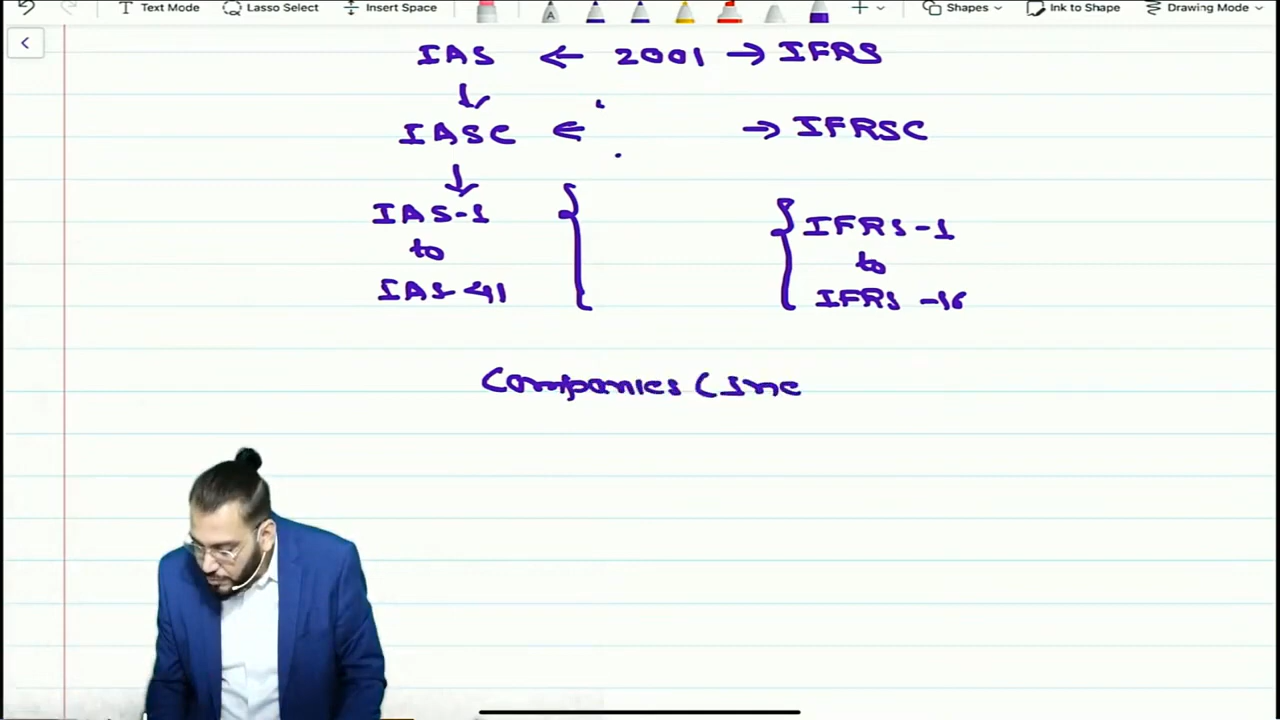 Text Mode Lasso Select Insert Space Shapes Ink to Shape Drawing Mode
IAS ← 2001 → IFRS
↓
IASC ← → IFRSC
↓
IAS-1 { { IFRS-1
to to
IAS-41 IFRS-16
Companies (Inc